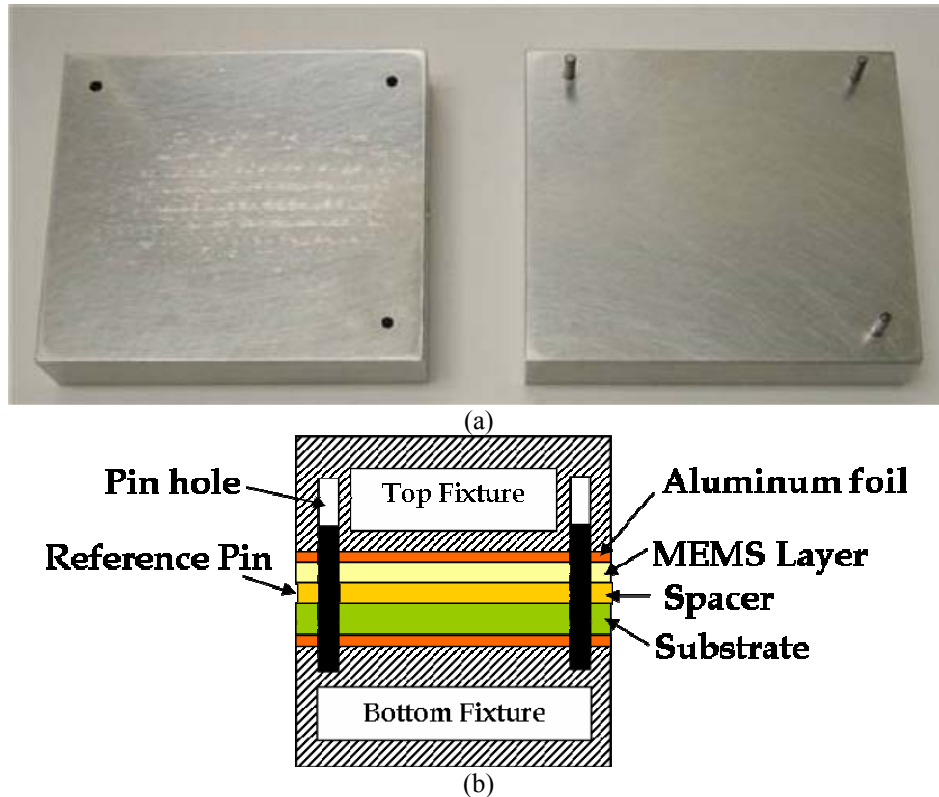 (a)
Pin hole
Top Fixture
Aluminum foil
Reference Pin
MEMS Layer
Spacer
Substrate
Bottom Fixture
(b)